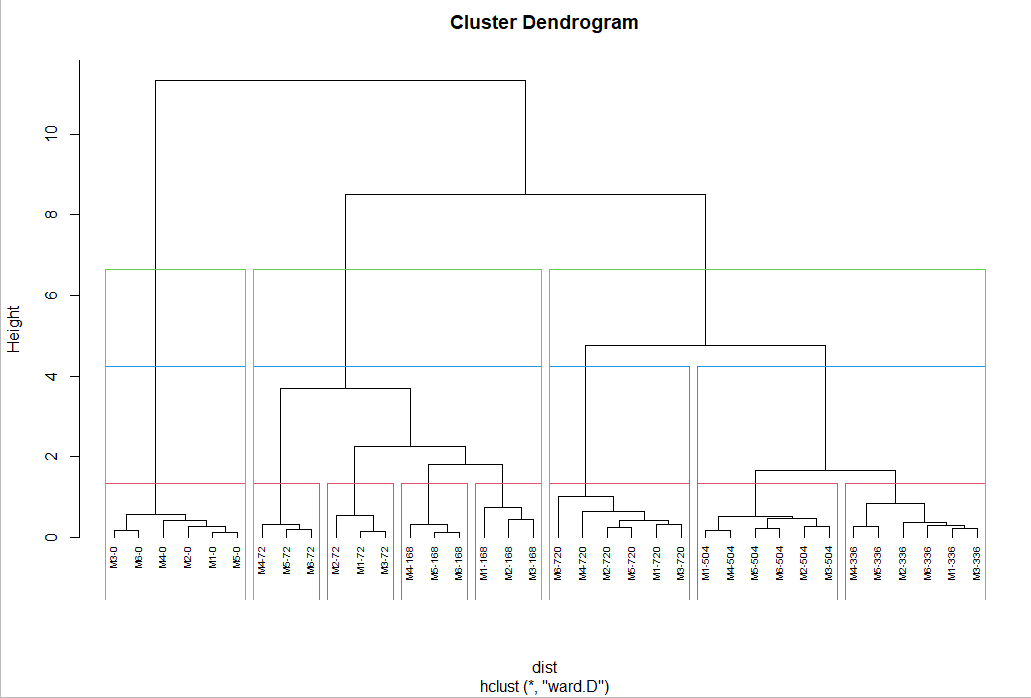 Cluster Dendrogram
Height
10
8
6
4
2
0
M3-0
M6-0
M4-0
M2-0
M1-0
M5-0
M4-72
M5-72
M6-72
M2-72
M1-72
M3-72
M4-168
M5-168
M6-168
M1-168
M2-168
M3-168
M6-720
M4-720
M2-720
M5-720
M1-720
M3-720
M1-504
M4-504
M5-504
M6-504
M2-504
M3-504
M4-336
M5-336
M2-336
M6-336
M1-336
M3-336
dist
hclust (*, "ward.D")